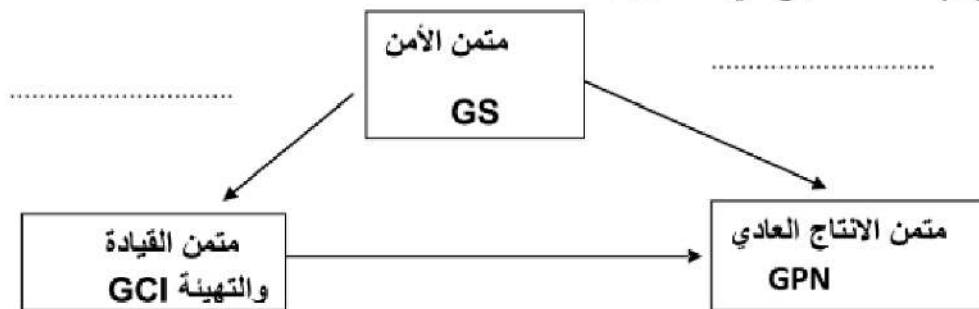 متمن الأمن
GS
متمن القيادة
والتهيئة GCI
متمن الانتاج العادي
GPN